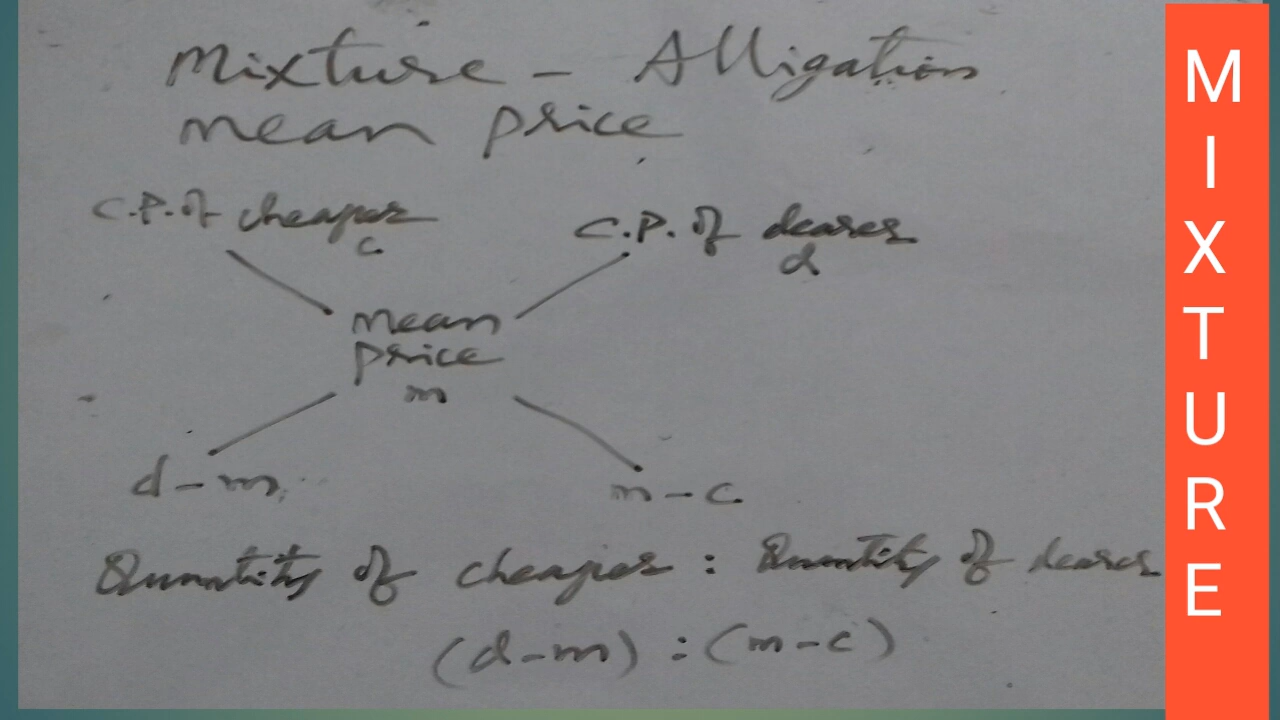 Mixture - Alligation
mean price
C.P. of cheaper
c.
C.P. of dearer
d
mean
price
m
d-m
m-c
Quantity of cheaper : Quantity of dearer
(d-m) : (m-c)
MIXTURE